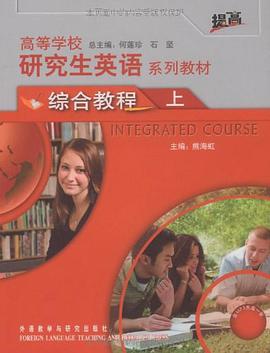 提高
高等学校 总主编：何莲珍 石坚
研究生英语 系列教材
综合教程 上
INTEGRATED COURSE
主编：熊海虹
外语教学与研究出版社
FOREIGN LANGUAGE TEACHING AND